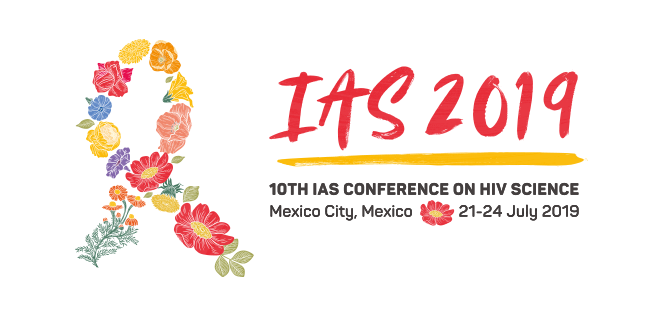 IAS 2019
10TH IAS CONFERENCE ON HIV SCIENCE
Mexico City, Mexico 21-24 July 2019